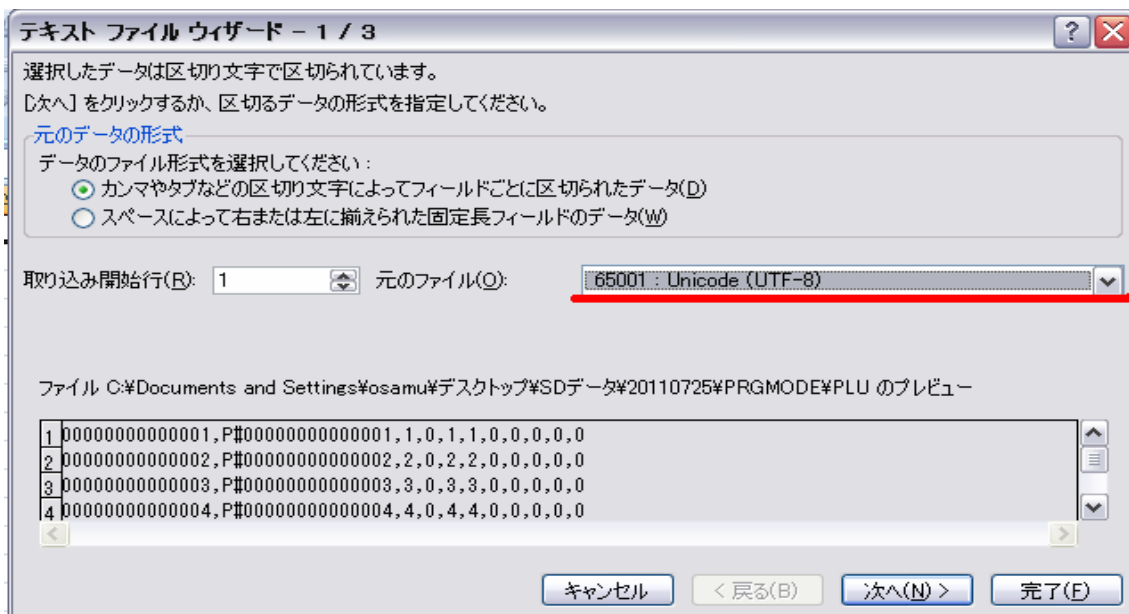 テキスト ファイル ウィザード - 1 / 3
選択したデータは区切り文字で区切られています。
[次へ] をクリックするか、区切るデータの形式を指定してください。
元のデータの形式
データのファイル形式を選択してください：
カンマやタブなどの区切り文字によってフィールドごとに区切られたデータ(D)
スペースによって右または左に揃えられた固定長フィールドのデータ(W)
取り込み開始行(R): 1 元のファイル(O): 65001 : Unicode (UTF-8)
ファイル C:¥Documents and Settings¥osamu¥デスクトップ¥SDデータ¥20110725¥PRGMODE¥PLU のプレビュー
1 00000000000001,P#00000000000001,1,0,1,1,0,0,0,0,0
2 00000000000002,P#00000000000002,2,0,2,2,0,0,0,0,0
3 00000000000003,P#00000000000003,3,0,3,3,0,0,0,0,0
4 00000000000004,P#00000000000004,4,0,4,4,0,0,0,0,0
キャンセル < 戻る(B) 次へ(N) > 完了(F)